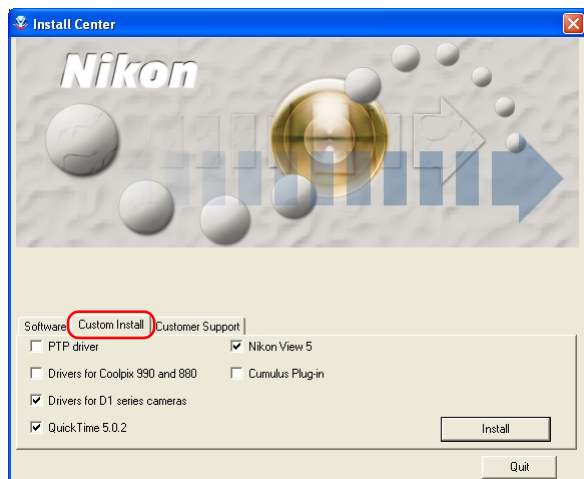 Install Center
Nikon
Software Custom Install Customer Support
PTP driver
Nikon View 5
Drivers for Coolpix 990 and 880
Cumulus Plug-in
Drivers for D1 series cameras
QuickTime 5.0.2
Install
Quit